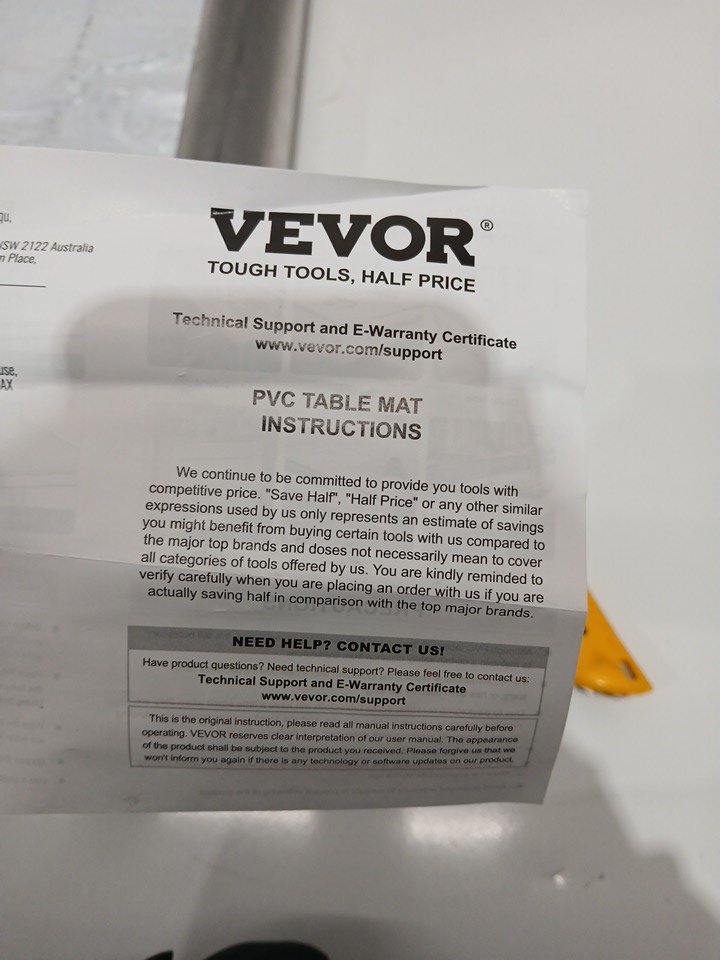 qu,
NSW 2122 Australia
n Place,
use,
AX
VEVOR®
TOUGH TOOLS, HALF PRICE
Technical Support and E-Warranty Certificate
www.vevor.com/support
PVC TABLE MAT
INSTRUCTIONS
We continue to be committed to provide you tools with
competitive price. "Save Half", "Half Price" or any other similar
expressions used by us only represents an estimate of savings
you might benefit from buying certain tools with us compared to
the major top brands and doses not necessarily mean to cover
all categories of tools offered by us. You are kindly reminded to
verify carefully when you are placing an order with us if you are
actually saving half in comparison with the top major brands.
NEED HELP? CONTACT US!
Have product questions? Need technical support? Please feel free to contact us:
Technical Support and E-Warranty Certificate
www.vevor.com/support
This is the original instruction, please read all manual instructions carefully before
operating. VEVOR reserves clear interpretation of our user manual. The appearance
of the product shall be subject to the product you received. Please forgive us that we
won't inform you again if there is any technology or software updates on our product.